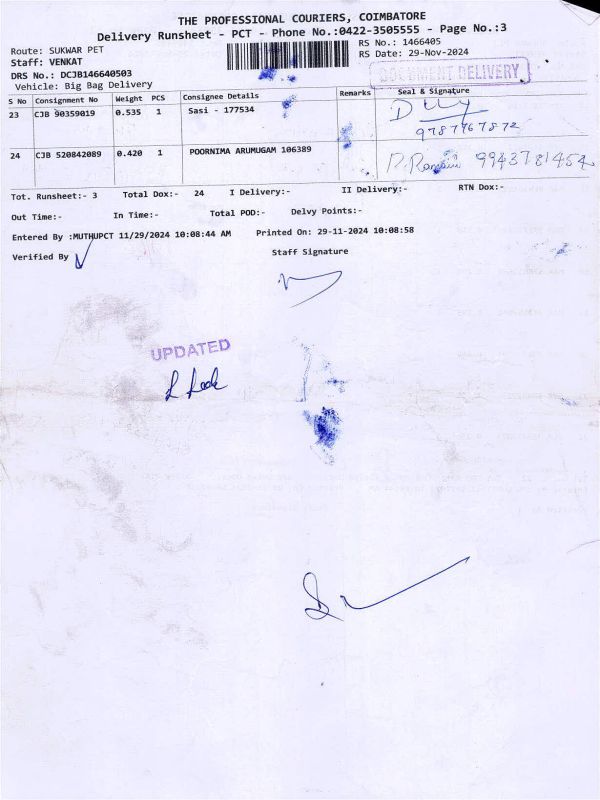 THE PROFESSIONAL COURIERS, COIMBATORE
Delivery Runsheet - PCT - Phone No.:0422-3505555 - Page No.:3
Route: SUKWAR PET
RS No.: 1466405
Staff: VENKAT
RS Date: 29-Nov-2024
DRS No.: DCJB146640503
DOCUMENT DELIVERY
Vehicle: Big Bag Delivery
S No Consignment No Weight PCS Consignee Details Remarks Seal & Signature
23 CJB 90359019 0.535 1 Sasi - 177534
9787767872
24 CJB 520842089 0.420 1 POORNIMA ARUMUGAM 106389 9943781454
Tot. Runsheet:- 3 Total Dox:- 24 I Delivery:- II Delivery:- RTN Dox:-
Out Time:- In Time:- Total POD:- Delvy Points:-
Entered By :MUTHUPCT 11/29/2024 10:08:44 AM Printed On: 29-11-2024 10:08:58
Verified By Staff Signature
UPDATED